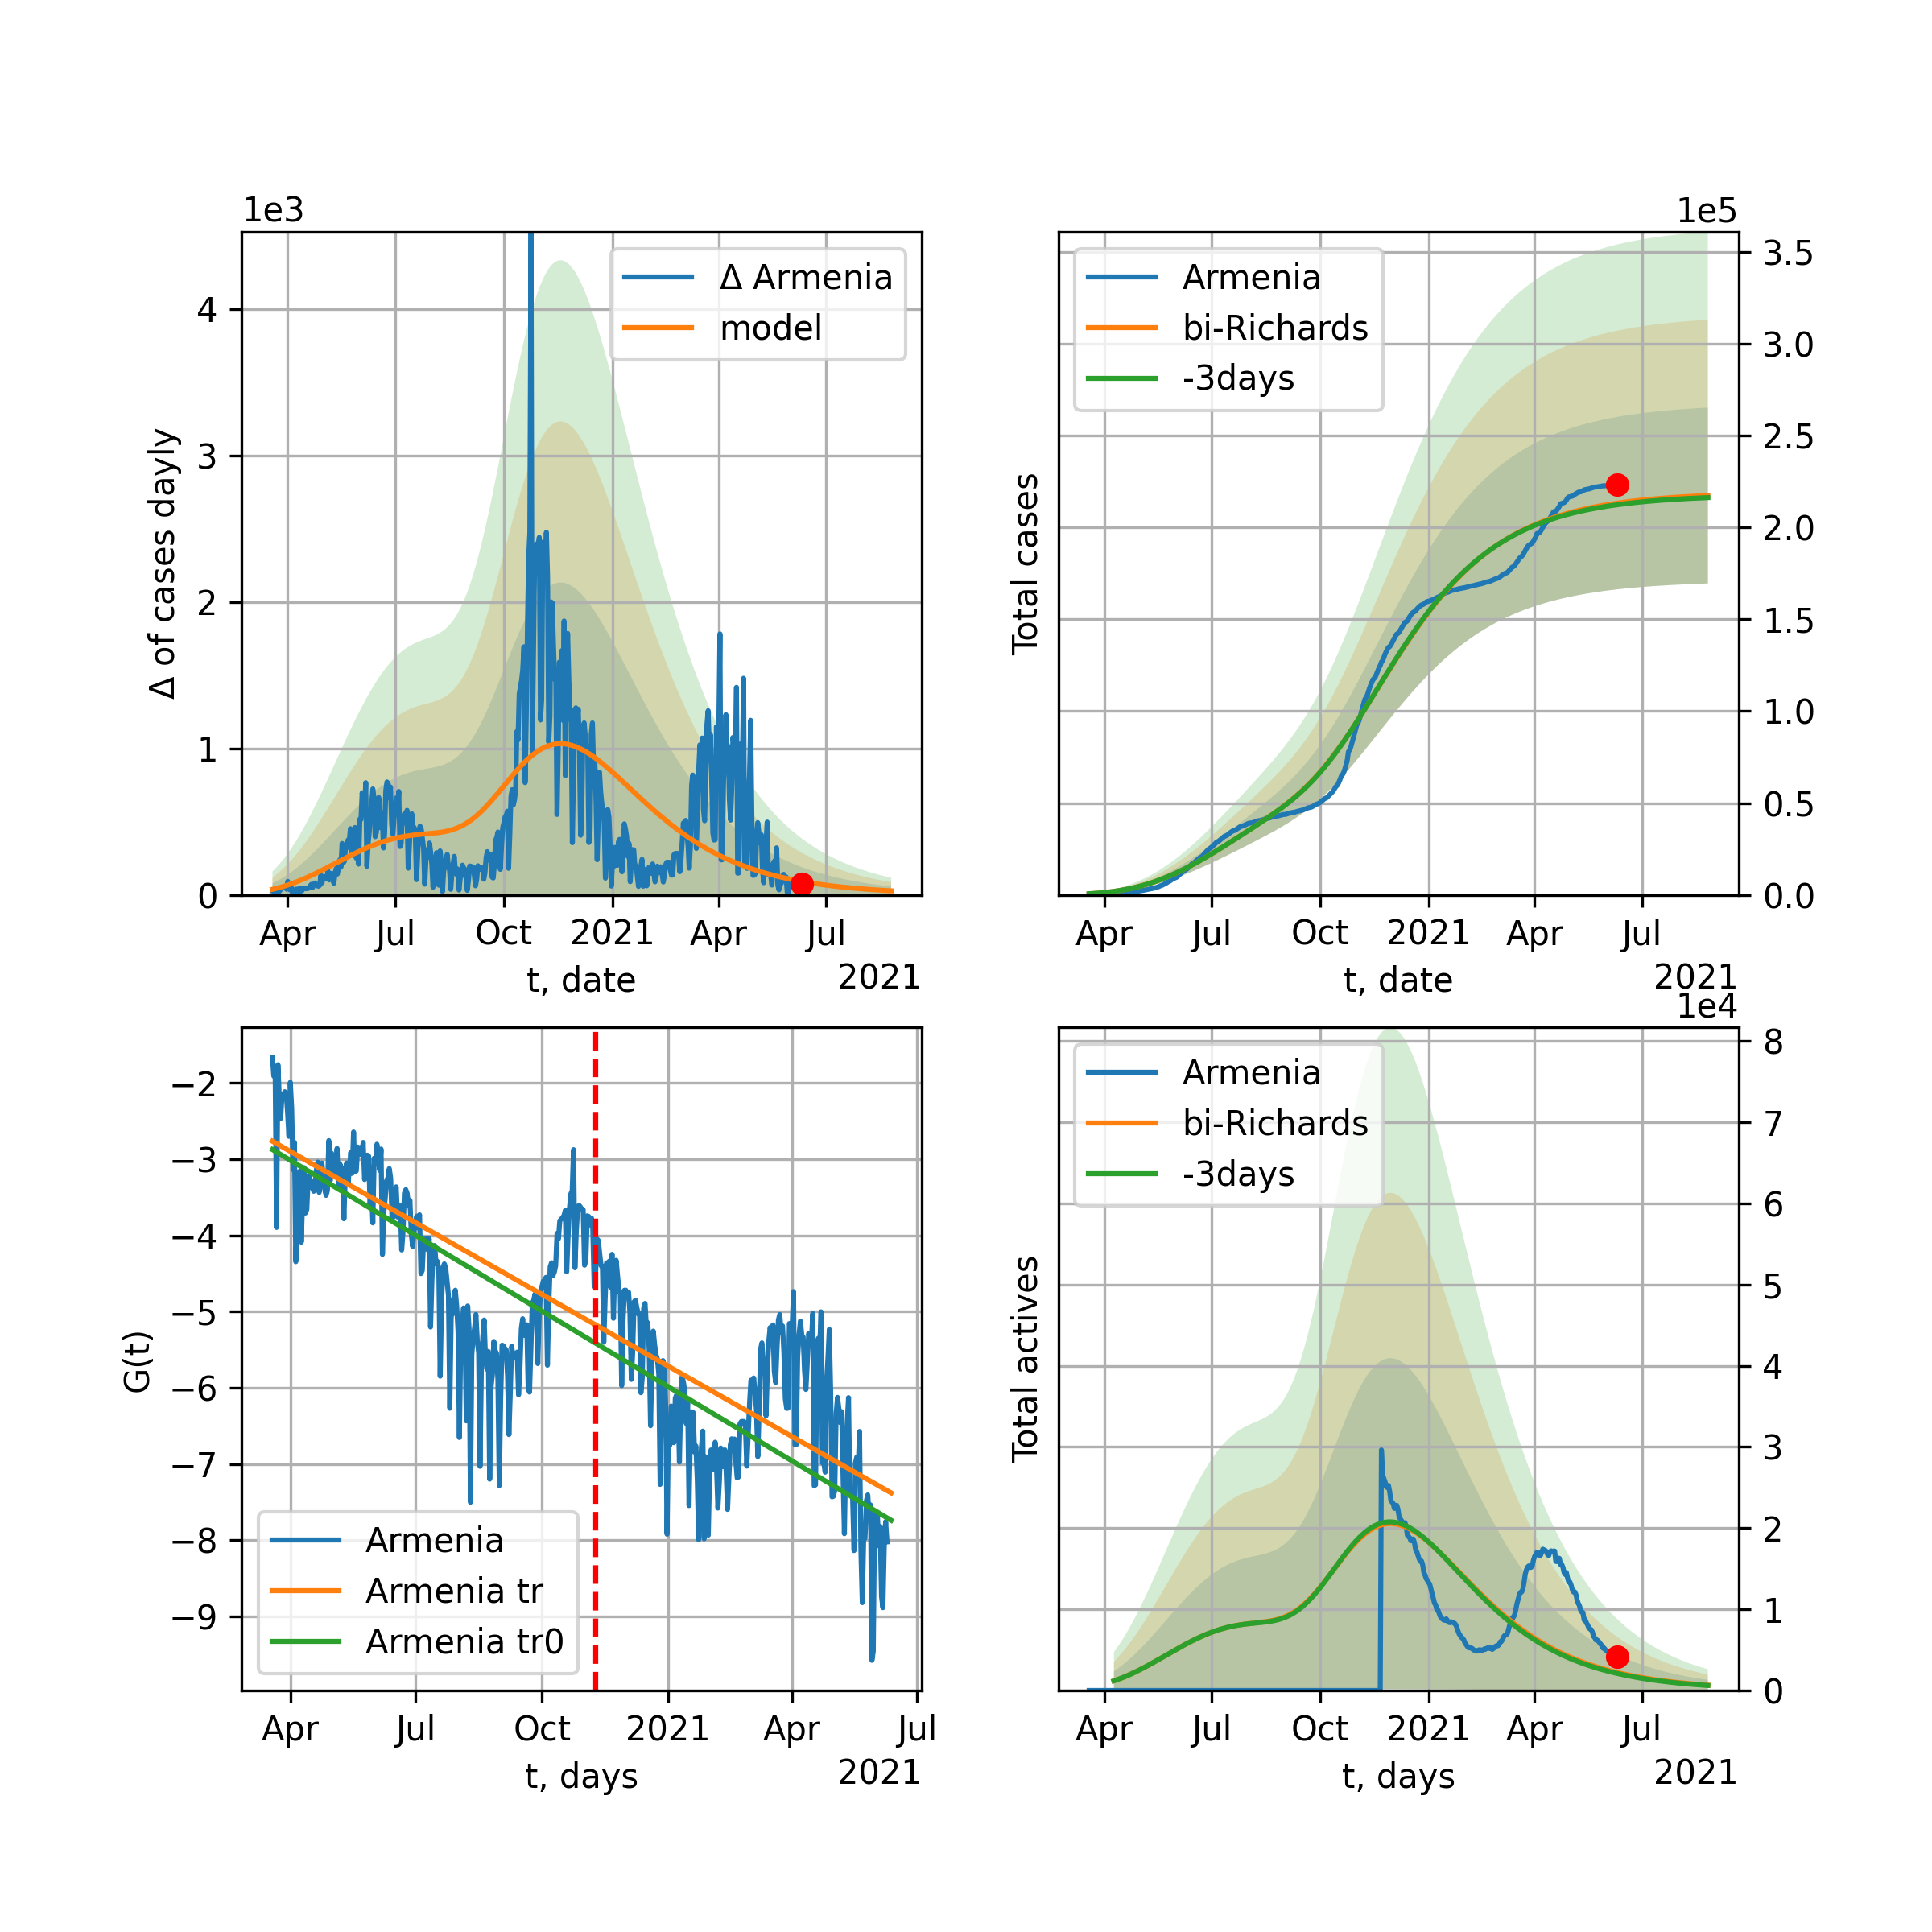 1e3
Δ of cases dayly
4
3
2
1
0
Δ Armenia
model
Apr Jul Oct 2021 Apr Jul
t, date
2021
1e5
Total cases
Armenia
bi-Richards
-3days
3.5
3.0
2.5
2.0
1.5
1.0
0.5
0.0
Apr Jul Oct 2021 Apr Jul
t, date
2021
G(t)
−2
−3
−4
−5
−6
−7
−8
−9
Armenia
Armenia tr
Armenia tr0
Apr Jul Oct 2021 Apr Jul
t, days
2021
1e4
Total actives
Armenia
bi-Richards
-3days
8
7
6
5
4
3
2
1
0
Apr Jul Oct 2021 Apr Jul
t, days
2021